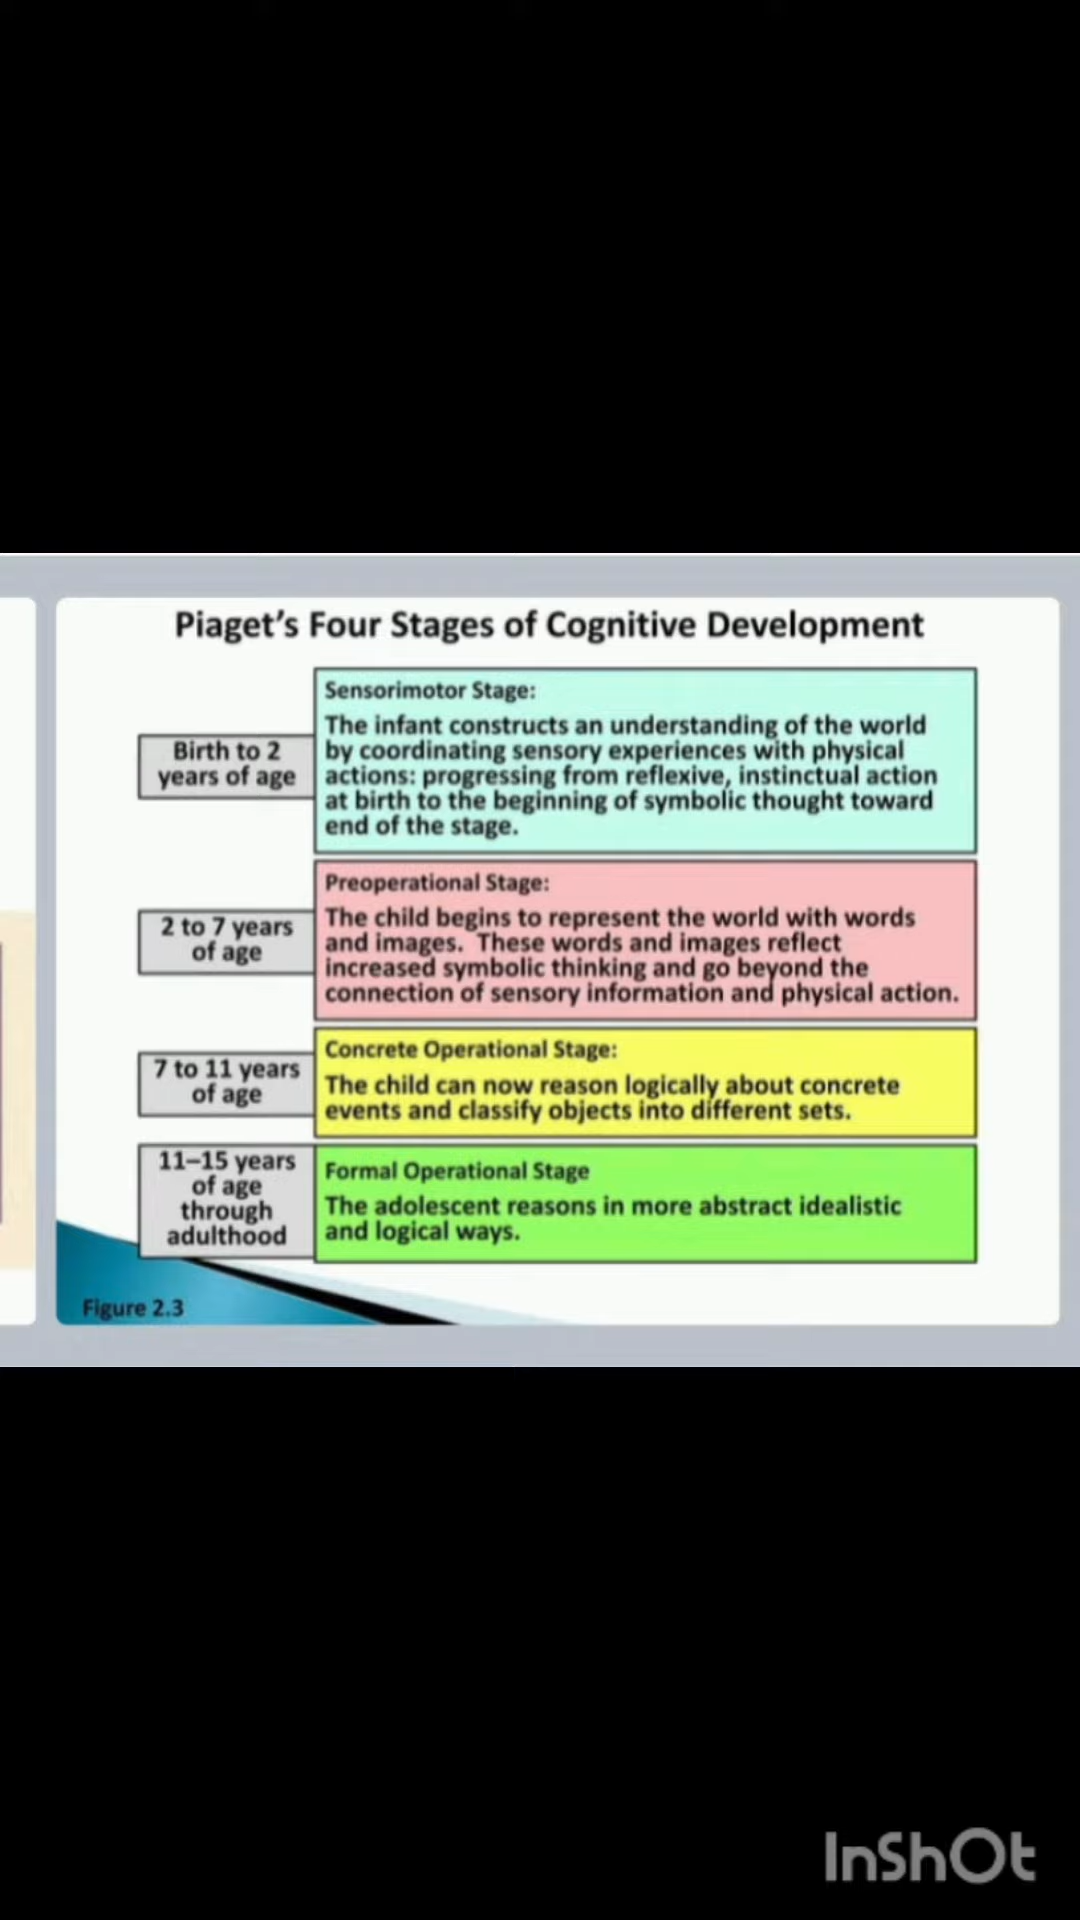 Piaget's Four Stages of Cognitive Development
Birth to 2
years of age
Sensorimotor Stage:
The infant constructs an understanding of the world
by coordinating sensory experiences with physical
actions: progressing from reflexive, instinctual action
at birth to the beginning of symbolic thought toward
end of the stage.
2 to 7 years
of age
Preoperational Stage:
The child begins to represent the world with words
and images. These words and images reflect
increased symbolic thinking and go beyond the
connection of sensory information and physical action.
7 to 11 years
of age
Concrete Operational Stage:
The child can now reason logically about concrete
events and classify objects into different sets.
11–15 years
of age
through
adulthood
Formal Operational Stage
The adolescent reasons in more abstract idealistic
and logical ways.
Figure 2.3
InShOt